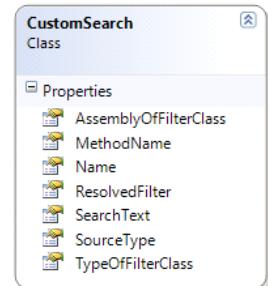 CustomSearch
Class
Properties
AssemblyOfFilterClass
MethodName
Name
ResolvedFilter
SearchText
SourceType
TypeOfFilterClass